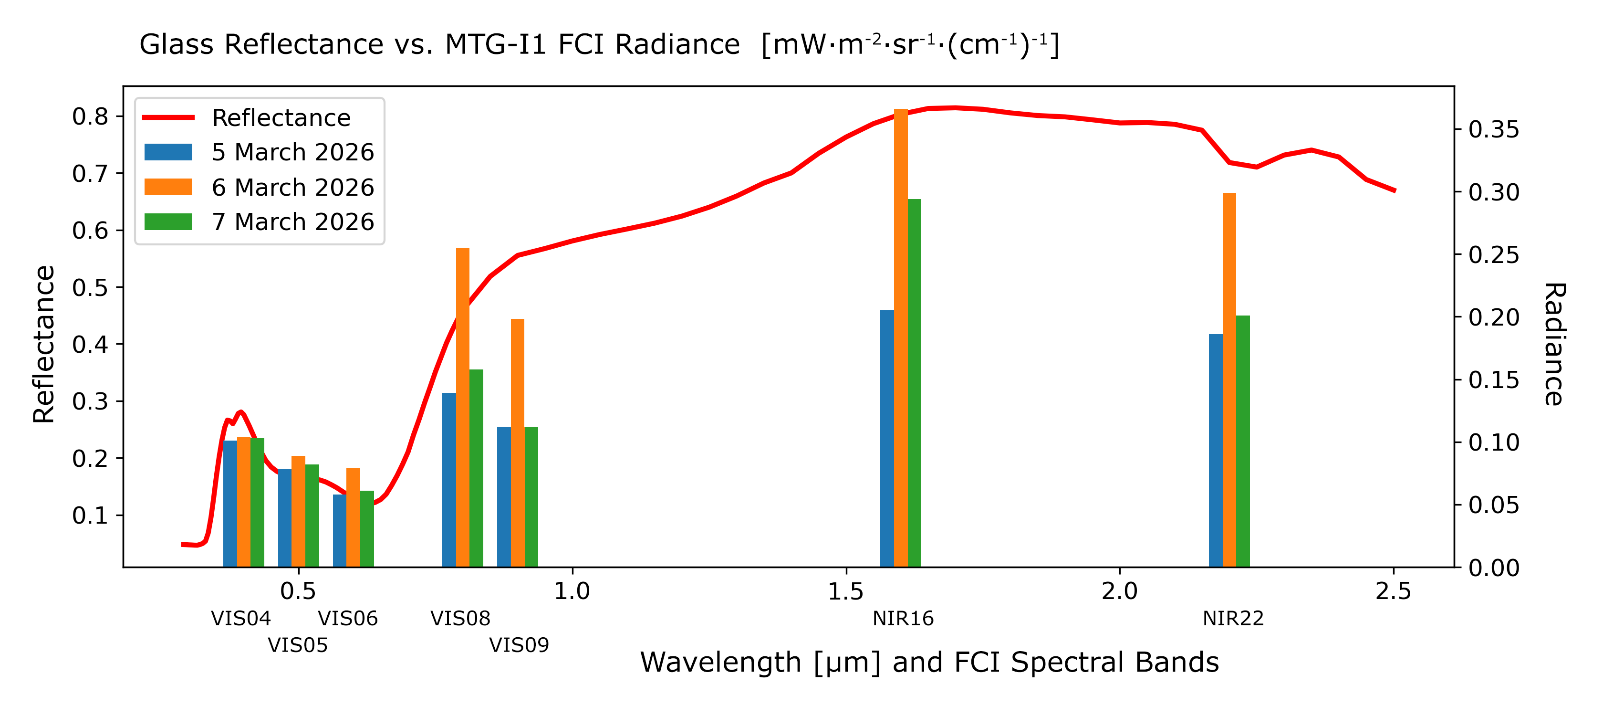 Glass Reflectance vs. MTG-I1 FCI Radiance [mW·m⁻²·sr⁻¹·(cm⁻¹)⁻¹]
Reflectance
5 March 2026
6 March 2026
7 March 2026
Reflectance
0.8
0.7
0.6
0.5
0.4
0.3
0.2
0.1
0.35
0.30
0.25
0.20
0.15
0.10
0.05
0.00
Radiance
0.5 1.0 1.5 2.0 2.5
VIS04 VIS06 VIS08 NIR16 NIR22
VIS05 VIS09
Wavelength [µm] and FCI Spectral Bands